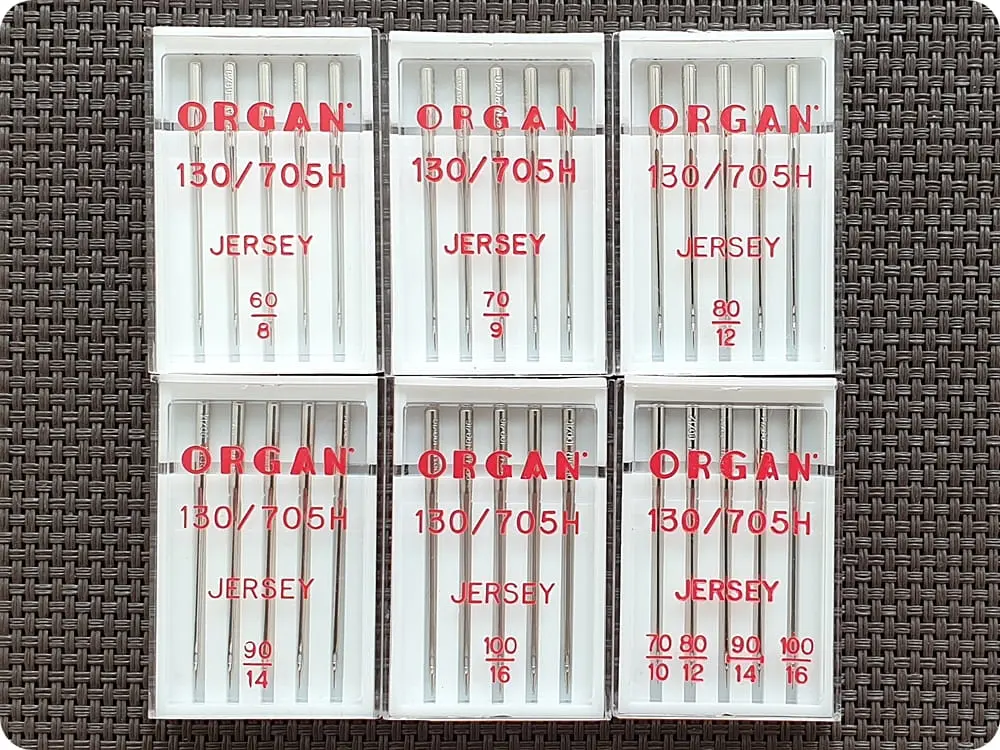 ORGAN
130/705H
JERSEY
60
8
ORGAN
130/705H
JERSEY
70
9
ORGAN
130/705H
JERSEY
80
12
ORGAN
130/705H
JERSEY
90
14
ORGAN
130/705H
JERSEY
100
16
ORGAN
130/705H
JERSEY
70 80 90 100
10 12 14 16